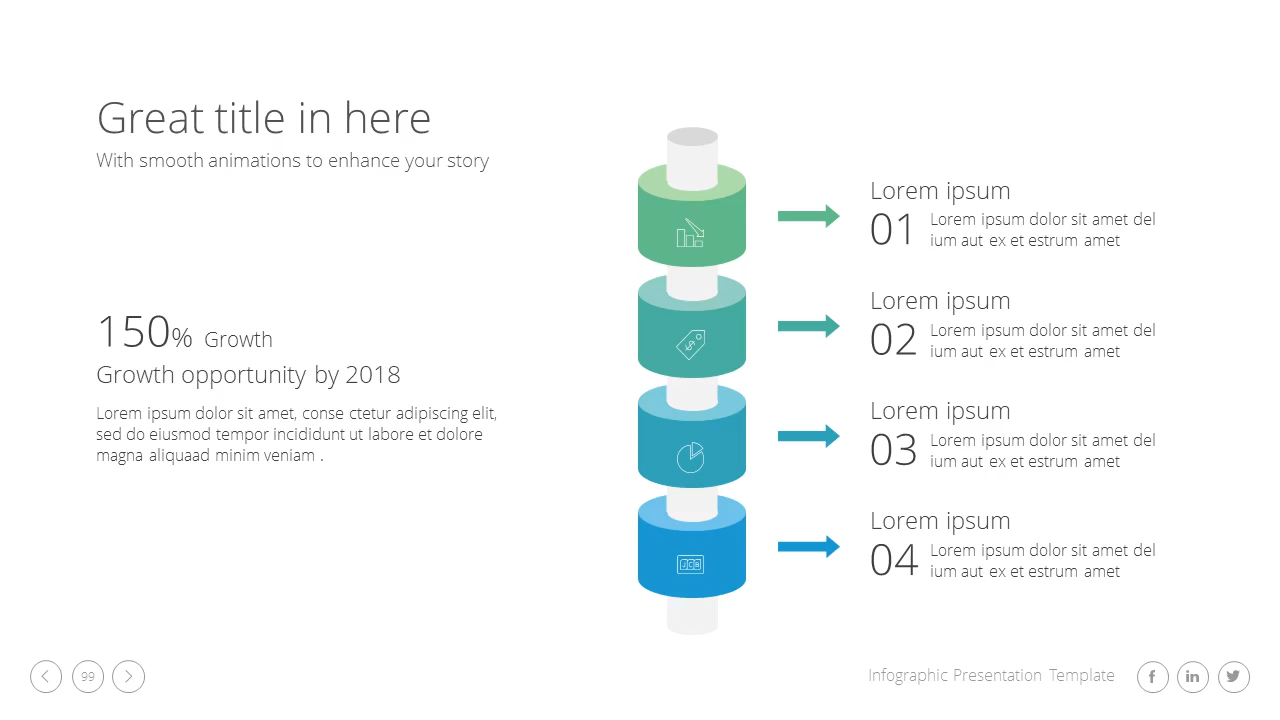 Great title in here
With smooth animations to enhance your story
150% Growth
Growth opportunity by 2018
Lorem ipsum dolor sit amet, conse ctetur adipiscing elit,
sed do eiusmod tempor incididunt ut labore et dolore
magna aliquaad minim veniam .
Lorem ipsum
01 Lorem ipsum dolor sit amet del
ium aut ex et estrum amet
Lorem ipsum
02 Lorem ipsum dolor sit amet del
ium aut ex et estrum amet
Lorem ipsum
03 Lorem ipsum dolor sit amet del
ium aut ex et estrum amet
Lorem ipsum
04 Lorem ipsum dolor sit amet del
ium aut ex et estrum amet
$
JCB
99
Infographic Presentation Template
f
in